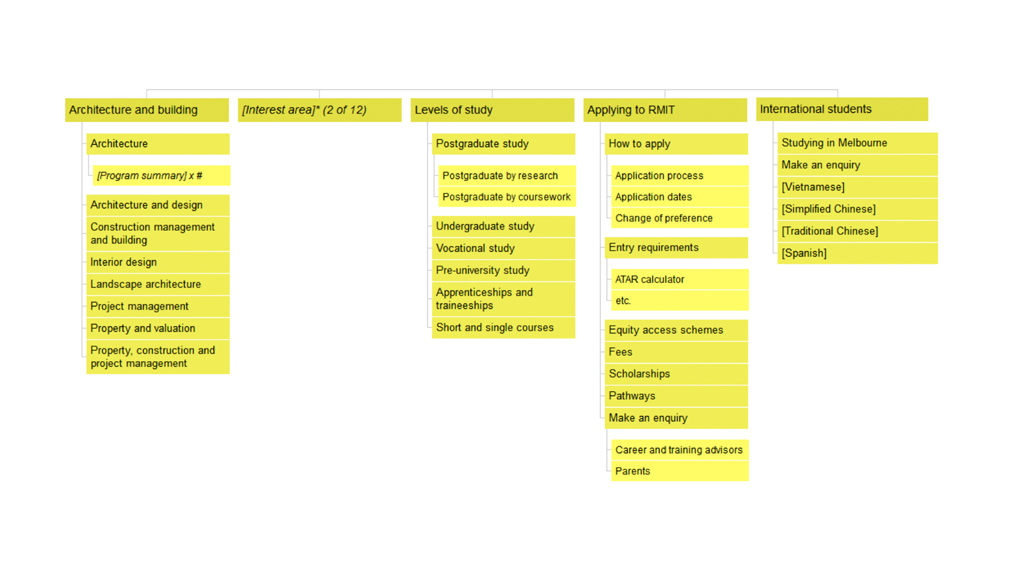 Architecture and building
Architecture
[Program summary] x #
Architecture and design
Construction management
and building
Interior design
Landscape architecture
Project management
Property and valuation
Property, construction and
project management
[Interest area]* (2 of 12)
Levels of study
Postgraduate study
Postgraduate by research
Postgraduate by coursework
Undergraduate study
Vocational study
Pre-university study
Apprenticeships and
traineeships
Short and single courses
Applying to RMIT
How to apply
Application process
Application dates
Change of preference
Entry requirements
ATAR calculator
etc.
Equity access schemes
Fees
Scholarships
Pathways
Make an enquiry
Career and training advisors
Parents
International students
Studying in Melbourne
Make an enquiry
[Vietnamese]
[Simplified Chinese]
[Traditional Chinese]
[Spanish]